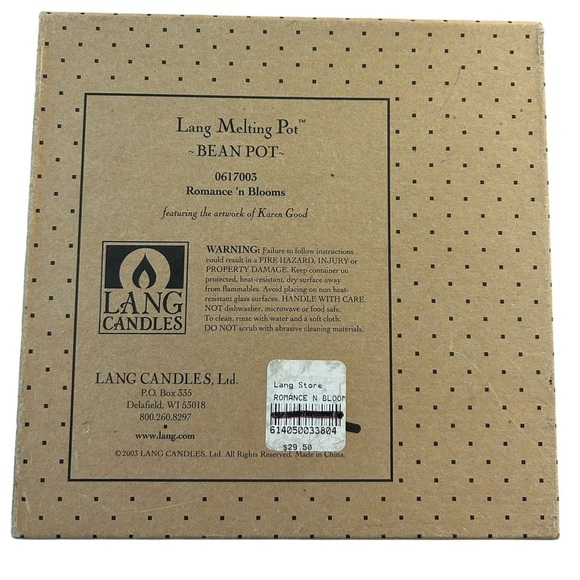 Lang Melting Pot™
~BEAN POT~
0617003
Romance 'n Blooms
featuring the artwork of Karen Good
LANG
CANDLES
WARNING: Failure to follow instructions
could result in a FIRE HAZARD, INJURY or
PROPERTY DAMAGE. Keep container on
protected, heat-resistant, dry surface away
from flammables. Avoid placing on non heat-
resistant glass surfaces. HANDLE WITH CARE.
NOT dishwasher, microwave or food safe.
To clean, rinse with water and a soft cloth.
DO NOT scrub with abrasive cleaning materials.
LANG CANDLES, Ltd.
P.O. Box 335
Delafield, WI 53018
800.260.8297
www.lang.com
©2003 LANG CANDLES, Ltd. All Rights Reserved. Made in China.
Lang Store
ROMANCE N BLOOM
614050033804
$29.50